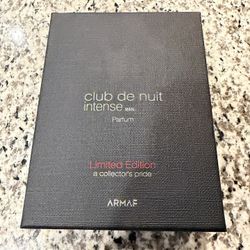 club de nuit
intense MAN
Parfum
Limited Edition
a collector's pride
ARMAF